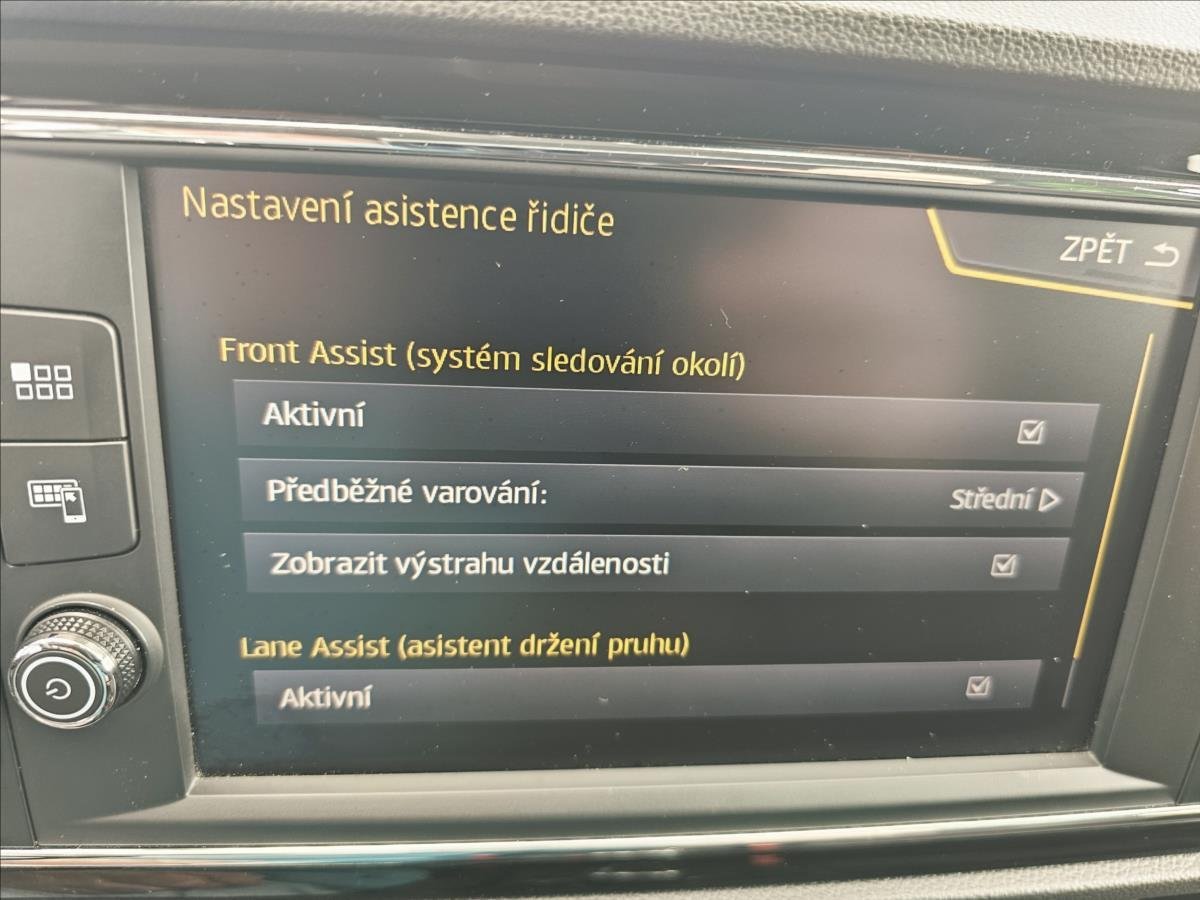 Nastavení asistence řidiče
ZPĚT
Front Assist (systém sledování okolí)
Aktivní
Předběžné varování:
Střední
Zobrazit výstrahu vzdálenosti
Lane Assist (asistent držení pruhu)
Aktivní